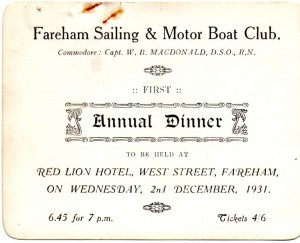 Fareham Sailing & Motor Boat Club.
Commodore: Capt. W. B. MACDONALD, D.S.O., R.N.
:: FIRST ::
Annual Dinner
TO BE HELD AT
RED LION HOTEL, WEST STREET, FAREHAM,
ON WEDNESDAY, 2nd DECEMBER, 1931.
6.45 for 7 p.m. Tickets 4/6